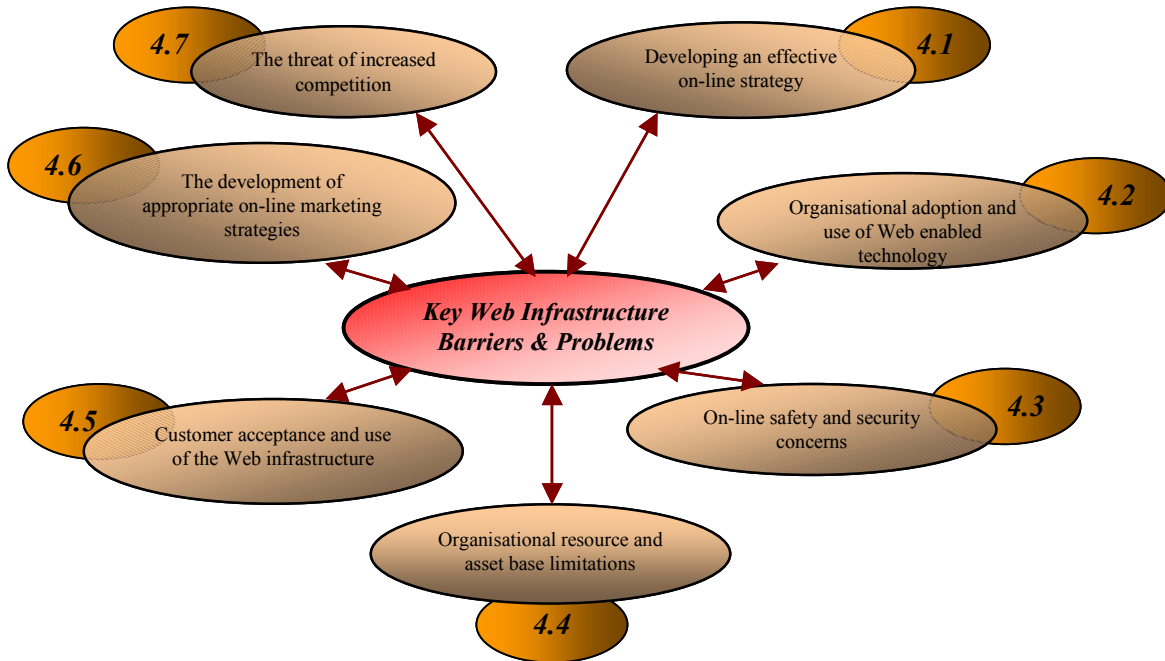 4.7
The threat of increased
competition
4.1
Developing an effective
on-line strategy
4.6
The development of
appropriate on-line marketing
strategies
4.2
Organisational adoption and
use of Web enabled
technology
Key Web Infrastructure
Barriers & Problems
4.5
Customer acceptance and use
of the Web infrastructure
4.3
On-line safety and security
concerns
Organisational resource and
asset base limitations
4.4